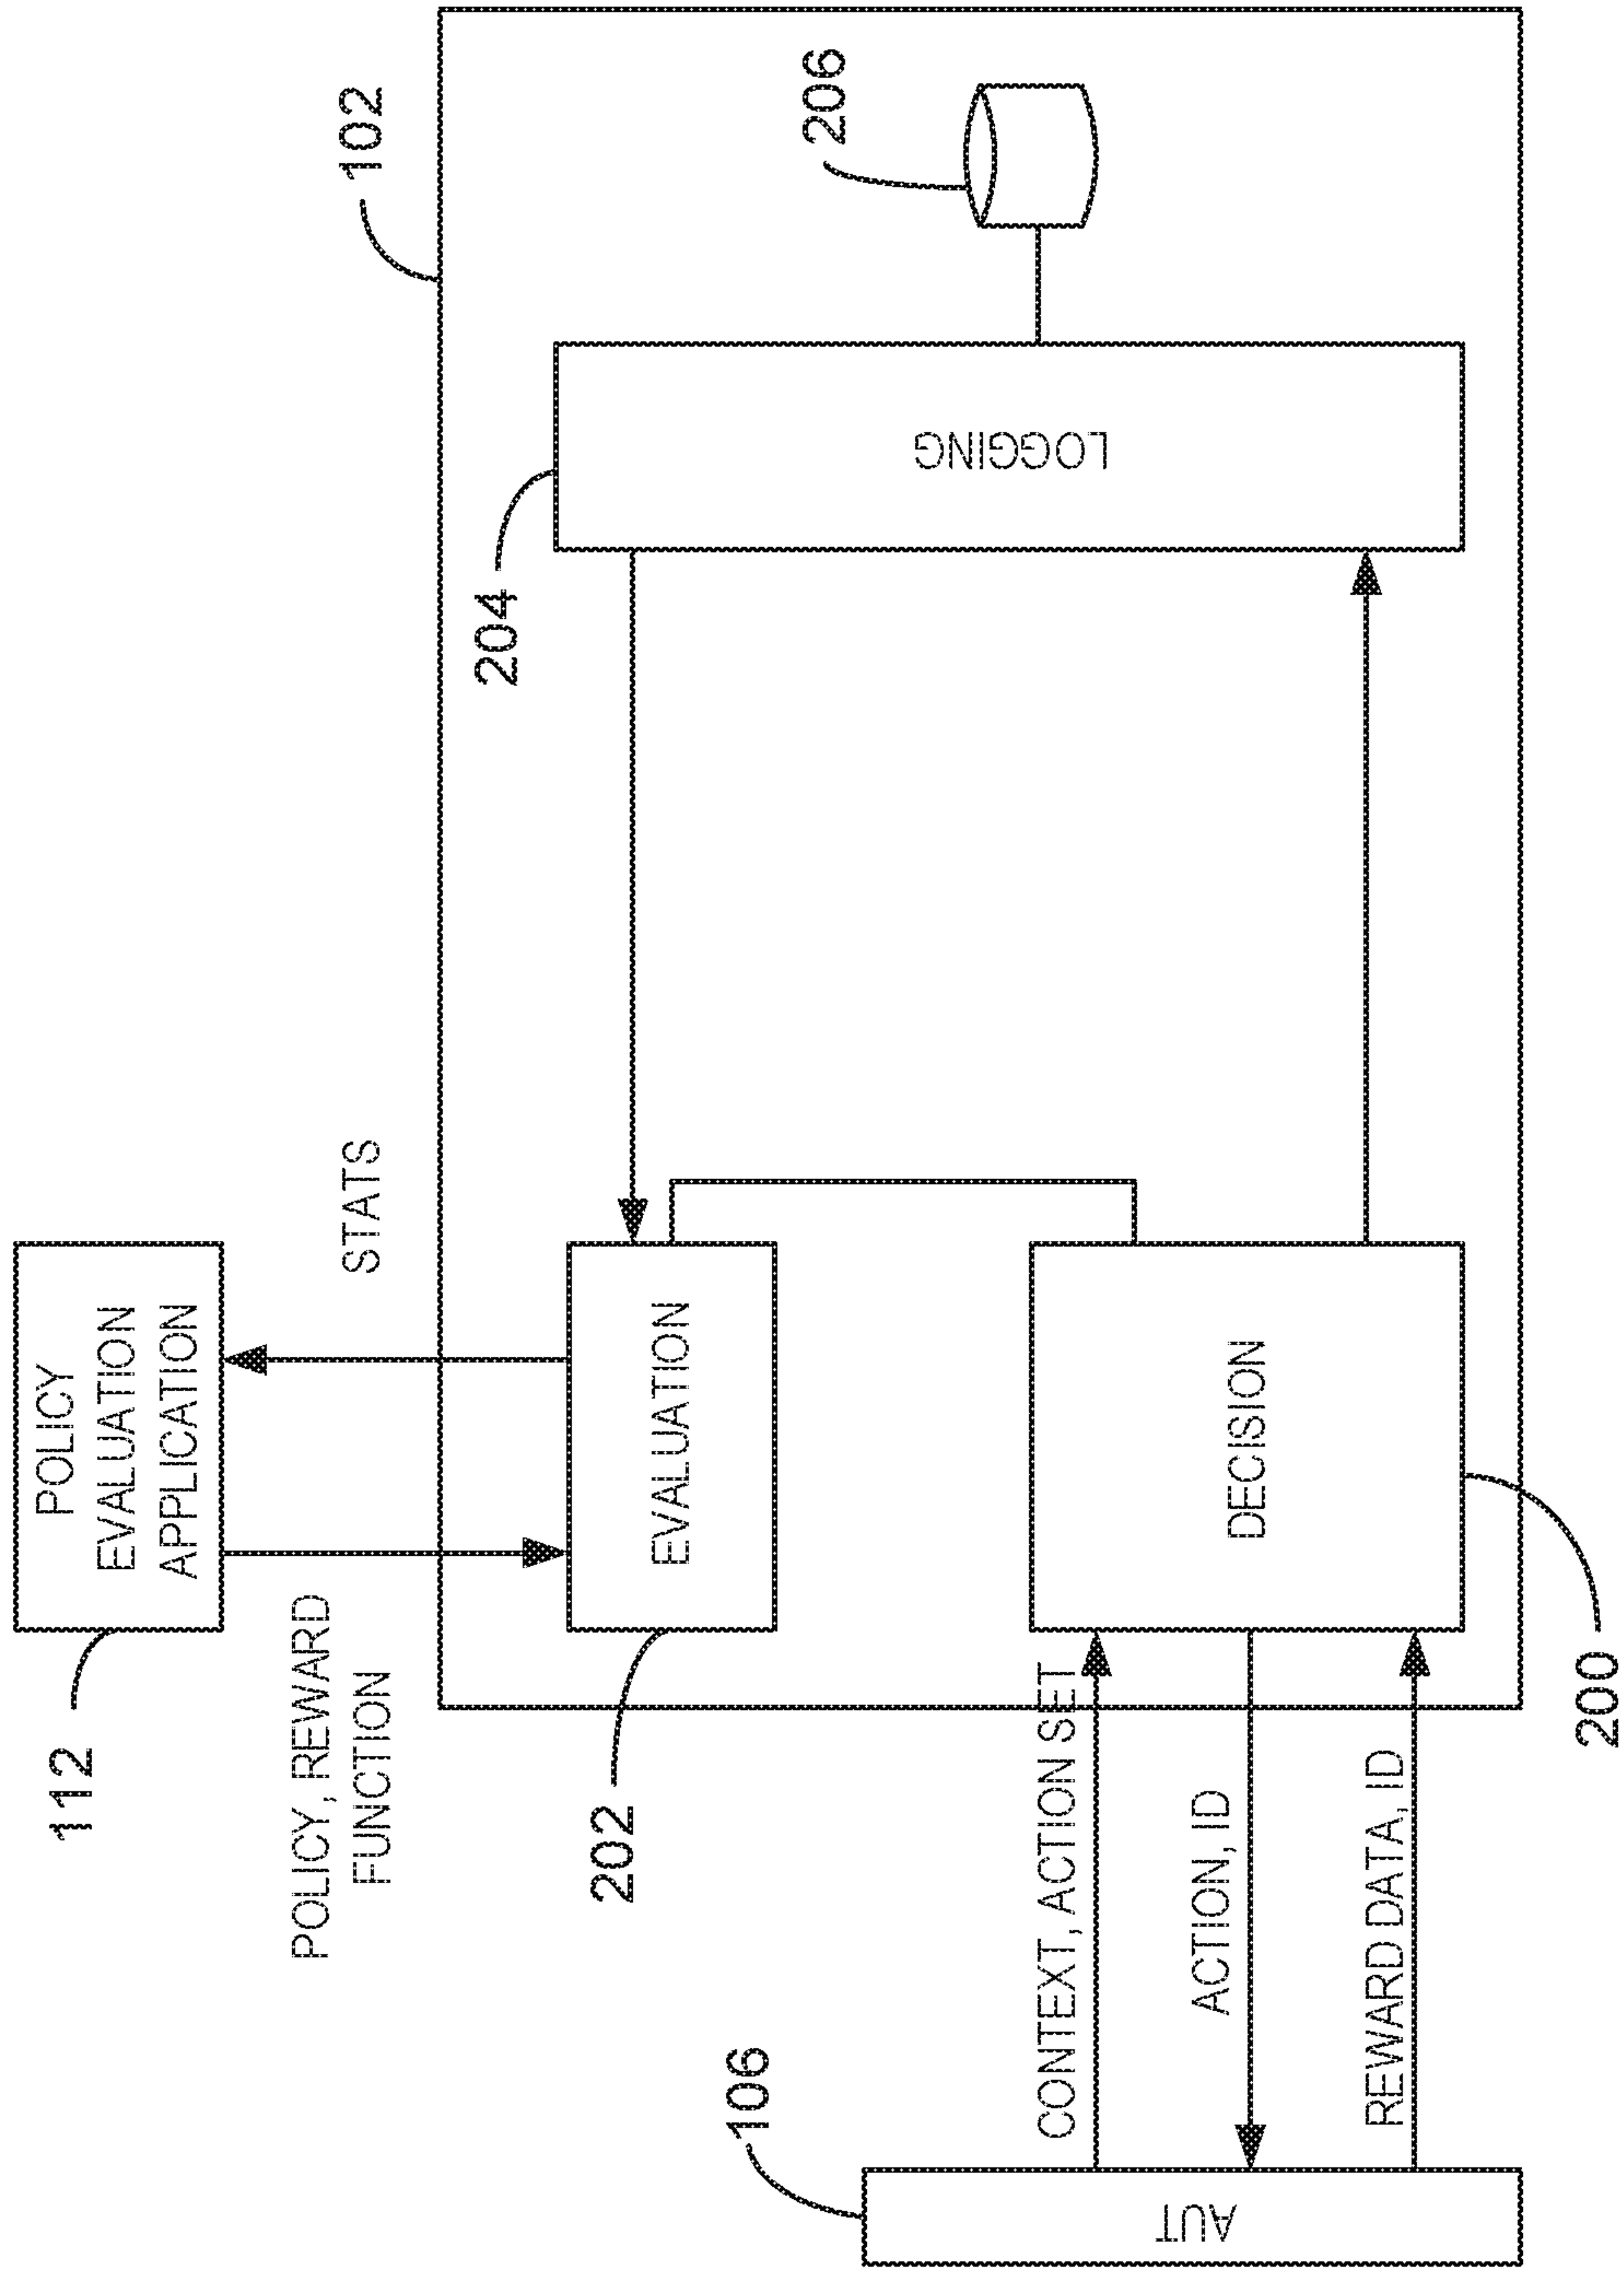 112
POLICY
EVALUATION
APPLICATION
POLICY, REWARD
FUNCTION
STATS
102
202
EVALUATION
204
LOGGING
206
106
AUT
CONTEXT, ACTION SET
ACTION, ID
REWARD DATA, ID
DECISION
200